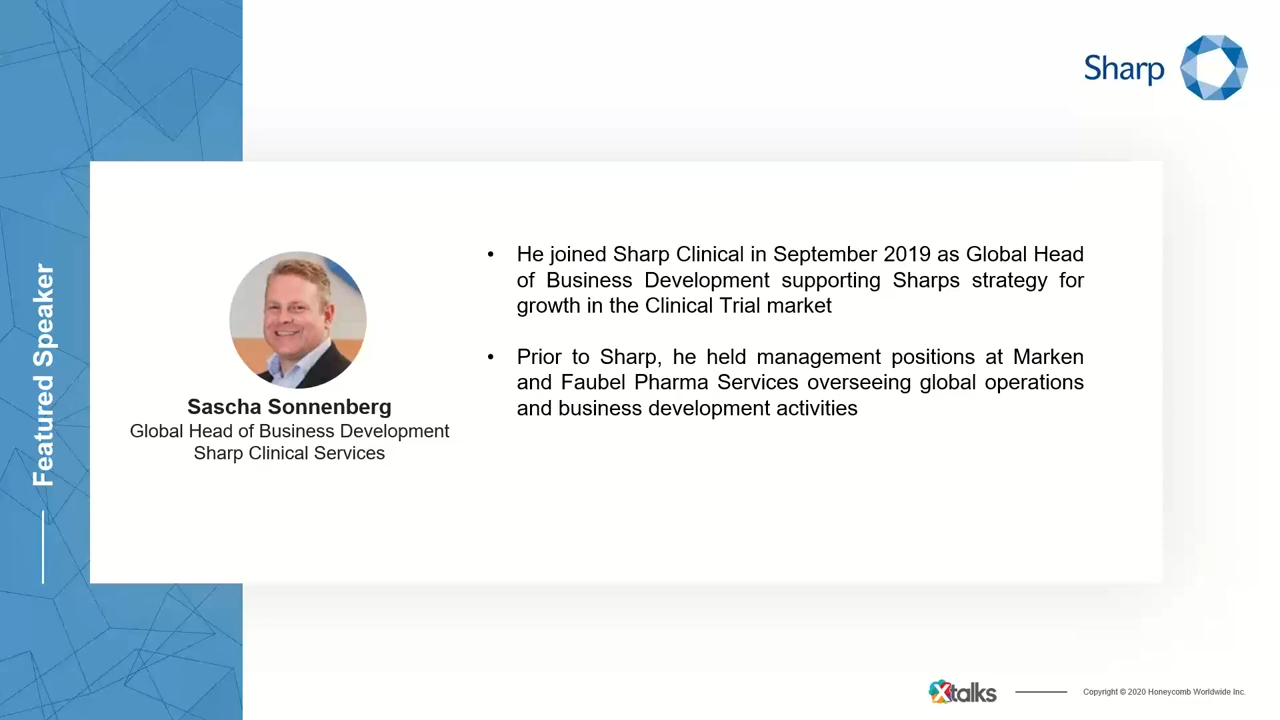 Sharp
Featured Speaker
Sascha Sonnenberg
Global Head of Business Development
Sharp Clinical Services
• He joined Sharp Clinical in September 2019 as Global Head
of Business Development supporting Sharps strategy for
growth in the Clinical Trial market
• Prior to Sharp, he held management positions at Marken
and Faubel Pharma Services overseeing global operations
and business development activities
Xtalks
Copyright © 2020 Honeycomb Worldwide Inc.